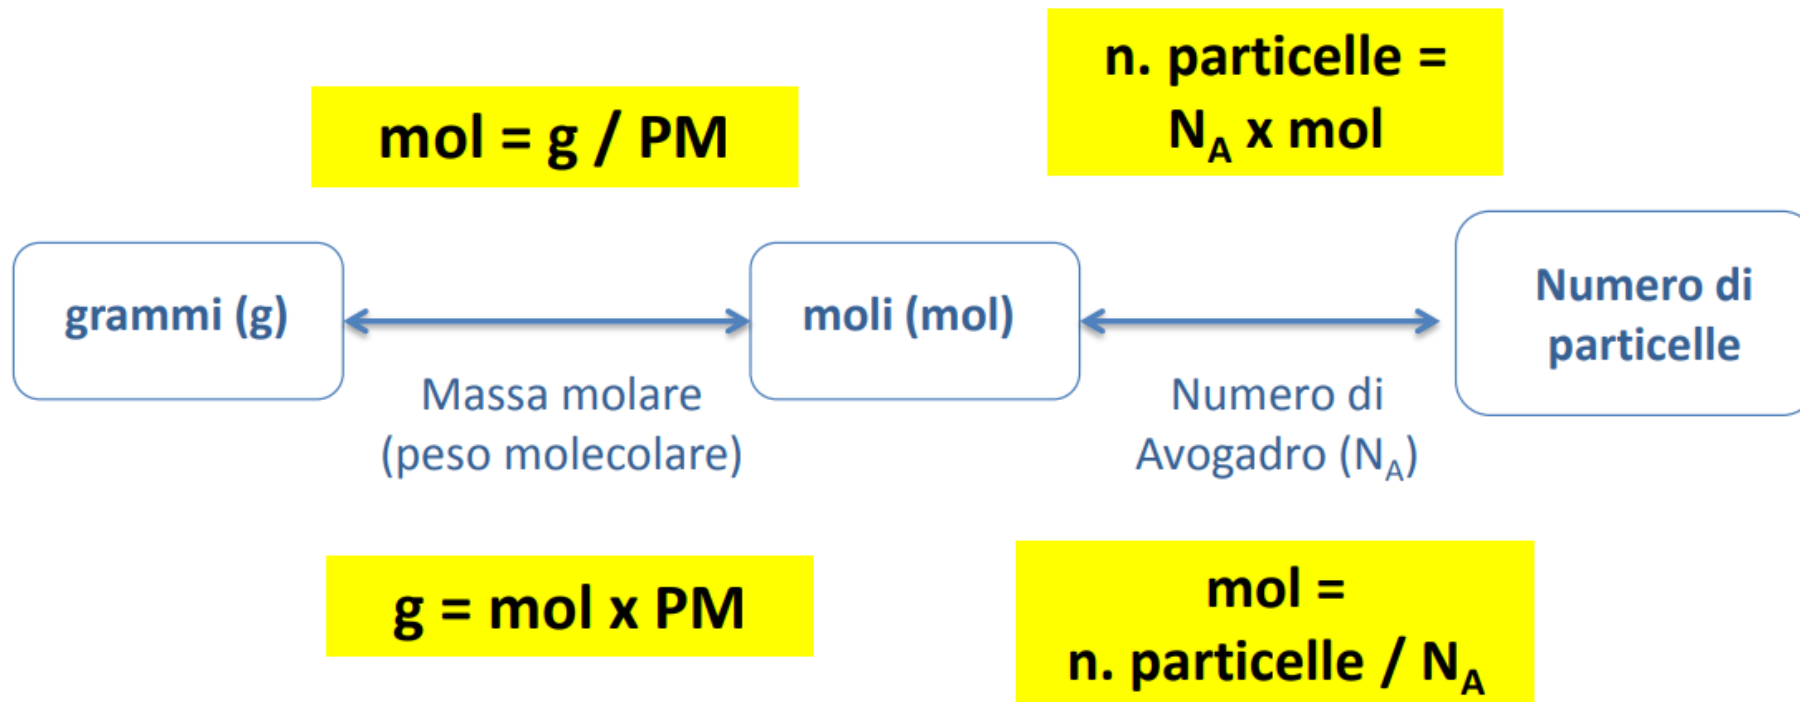 mol = g / PM
n. particelle =
N_A x mol
grammi (g)
moli (mol)
Numero di
particelle
Massa molare
(peso molecolare)
Numero di
Avogadro (N_A)
g = mol x PM
mol =
n. particelle / N_A